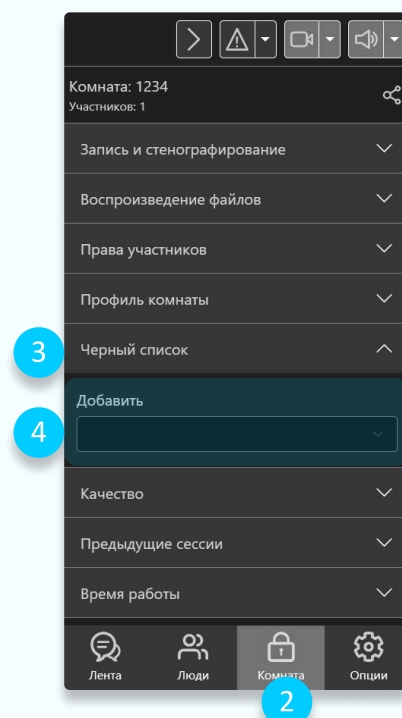 Комната: 1234
Участников: 1
Запись и стенографирование
Воспроизведение файлов
Права участников
Профиль комнаты
3 Черный список
Добавить
4
Качество
Предыдущие сессии
Время работы
Лента Люди Комната Опции
2